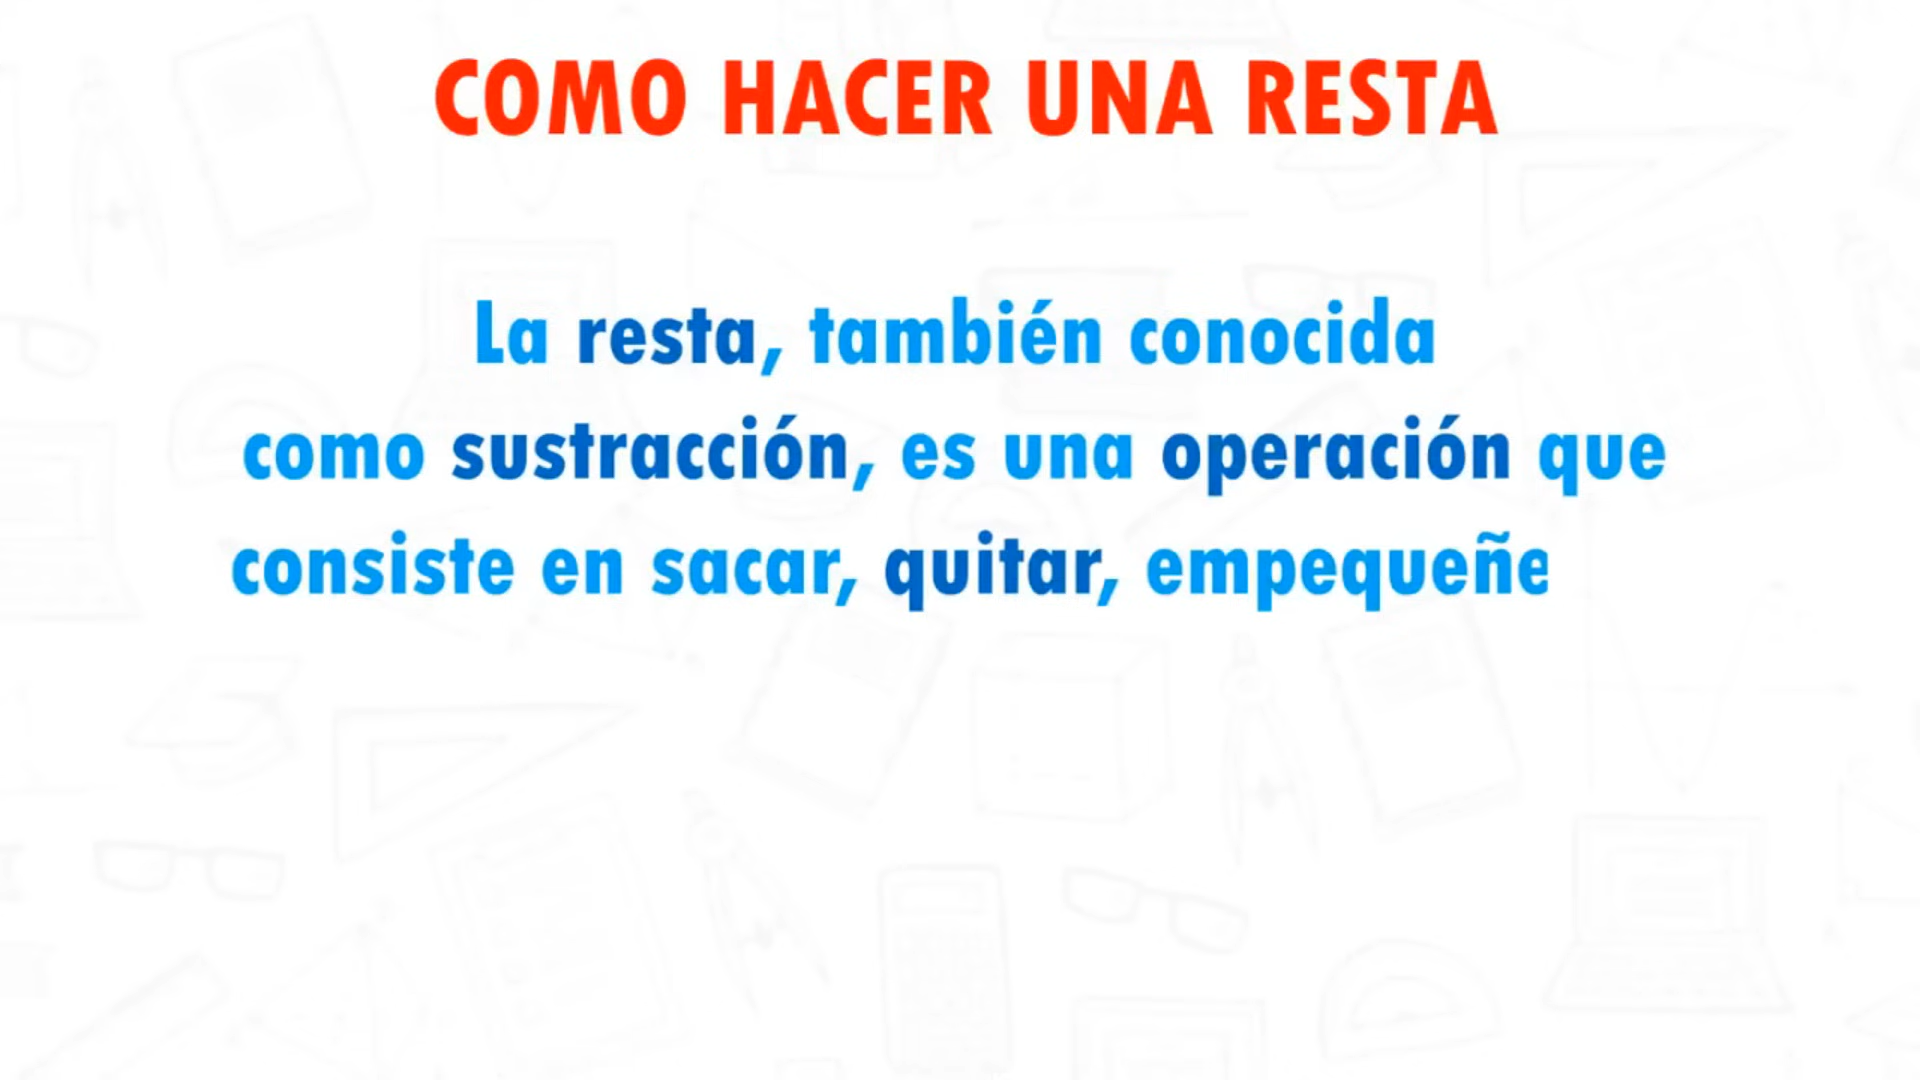 COMO HACER UNA RESTA
La resta, también conocida
como sustracción, es una operación que
consiste en sacar, quitar, empequeñe